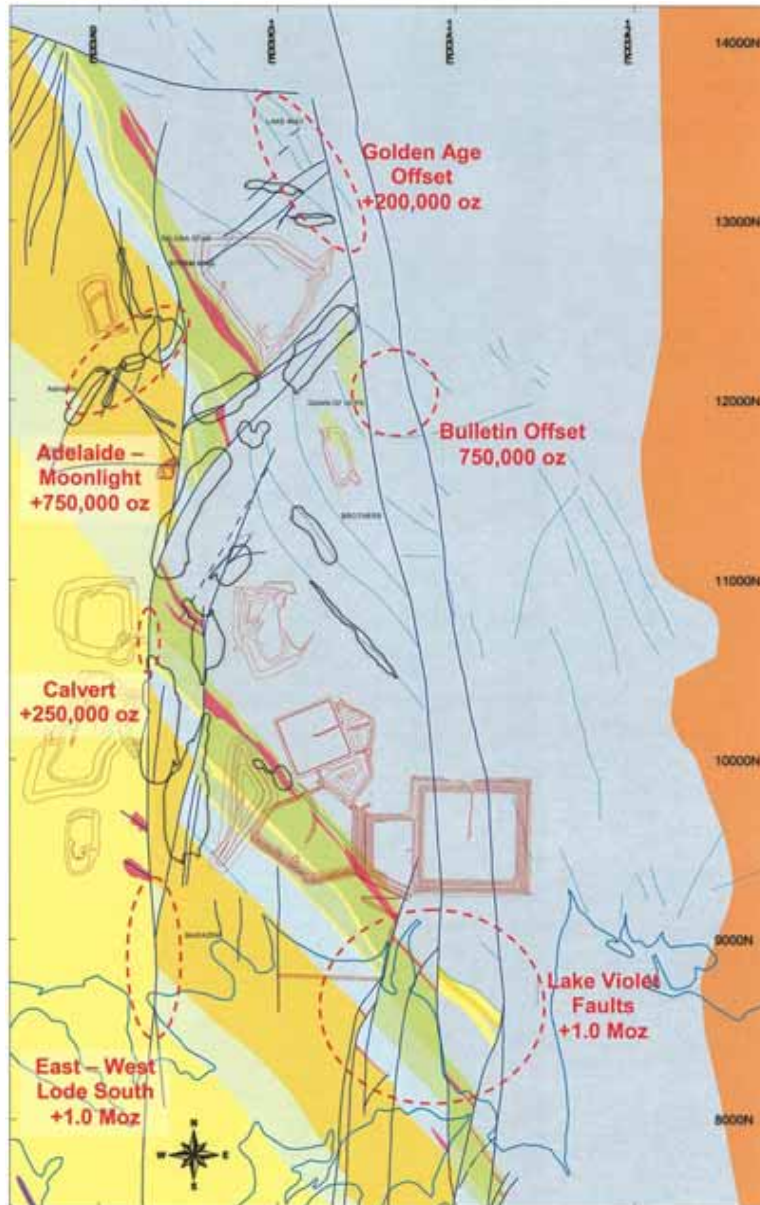 14000N
LAKE WAY
Golden Age
Offset
+200,000 oz
13000N
12000N
Bulletin Offset
750,000 oz
Adelaide –
Moonlight
+750,000 oz
BROTHERS
11000N
Calvert
+250,000 oz
10000N
9000N
Lake Violet
Faults
+1.0 Moz
East – West
Lode South
+1.0 Moz
N
W
E
S
8000N